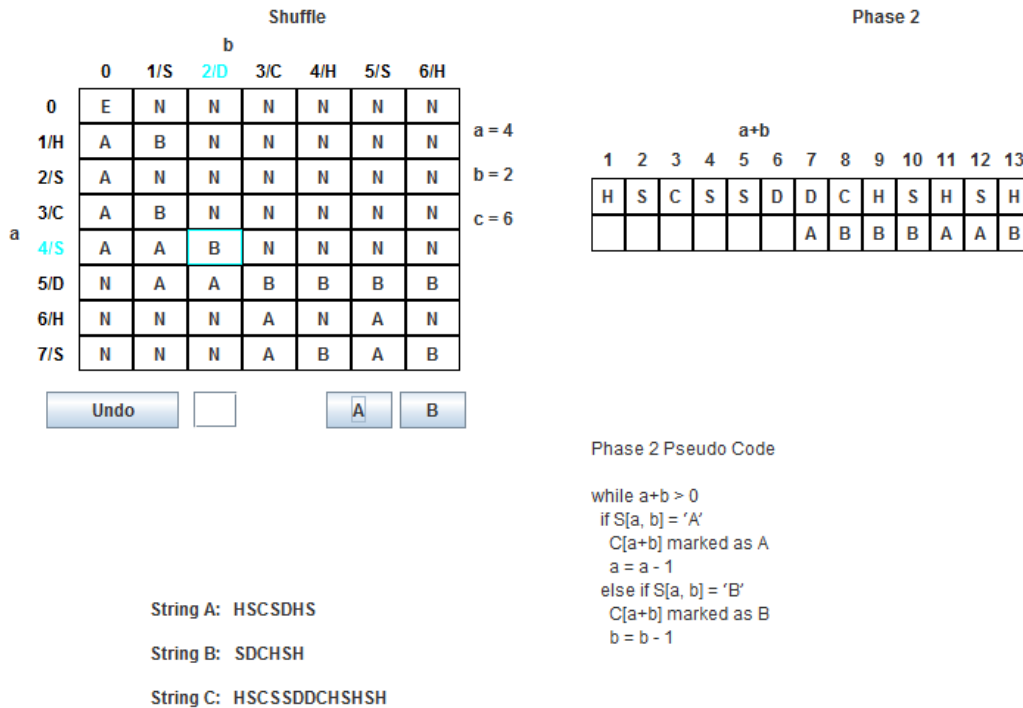 Shuffle
b
0 1/S 2/D 3/C 4/H 5/S 6/H
0 E N N N N N N
1/H A B N N N N N
2/S A N N N N N N
3/C A B N N N N N
4/S A A B N N N N
5/D N A A B B B B
6/H N N N A N A N
7/S N N N A B A B
a
a = 4
b = 2
c = 6
Undo A B
Phase 2
a+b
1 2 3 4 5 6 7 8 9 10 11 12 13
H S C S S D D C H S H S H
A B B B A A B
Phase 2 Pseudo Code
while a+b > 0
if S[a, b] = ‘A’
C[a+b] marked as A
a = a - 1
else if S[a, b] = ‘B’
C[a+b] marked as B
b = b - 1
String A: HSCSDHS
String B: SDCHSH
String C: HSCSSDDCHSHSH